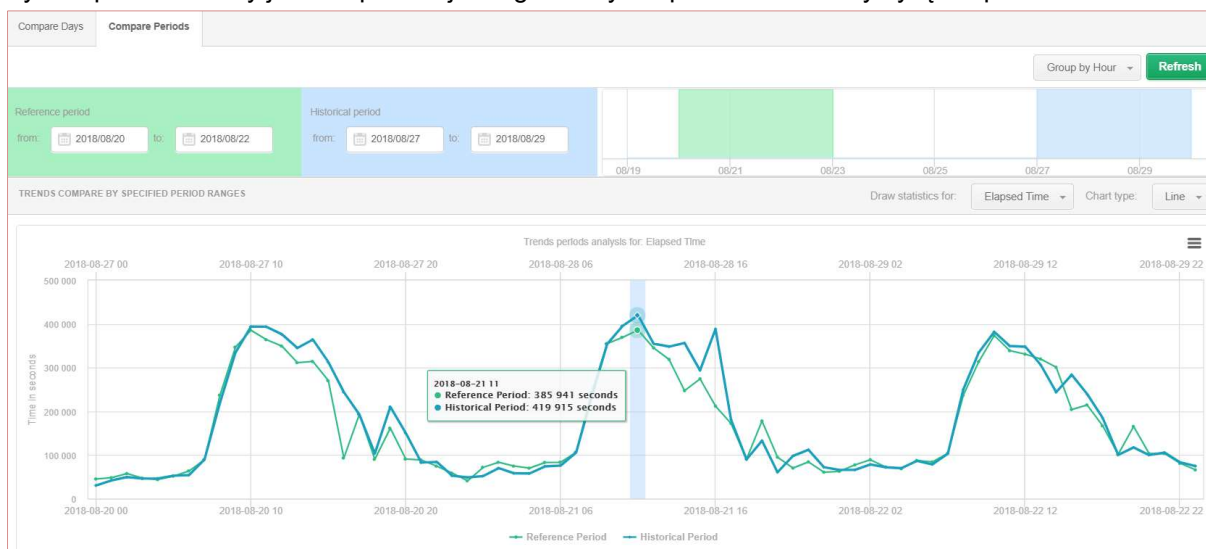 Compare Days Compare Periods
Group by Hour Refresh
Reference period Historical period
from: 2018/08/20 to: 2018/08/22 from: 2018/08/27 to: 2018/08/29
08/19 08/21 08/23 08/25 08/27 08/29
TRENDS COMPARE BY SPECIFIED PERIOD RANGES Draw statistics for: Elapsed Time Chart type: Line
Trends periods analysis for: Elapsed Time
2018-08-27 00 2018-08-27 10 2018-08-27 20 2018-08-28 06 2018-08-28 16 2018-08-29 02 2018-08-29 12 2018-08-29 22
500 000
400 000
300 000
200 000
100 000
0
Time in seconds
2018-08-21 11
Reference Period: 385 941 seconds
Historical Period: 419 915 seconds
2018-08-20 00 2018-08-20 10 2018-08-20 20 2018-08-21 06 2018-08-21 16 2018-08-22 02 2018-08-22 12 2018-08-22 22
Reference Period Historical Period